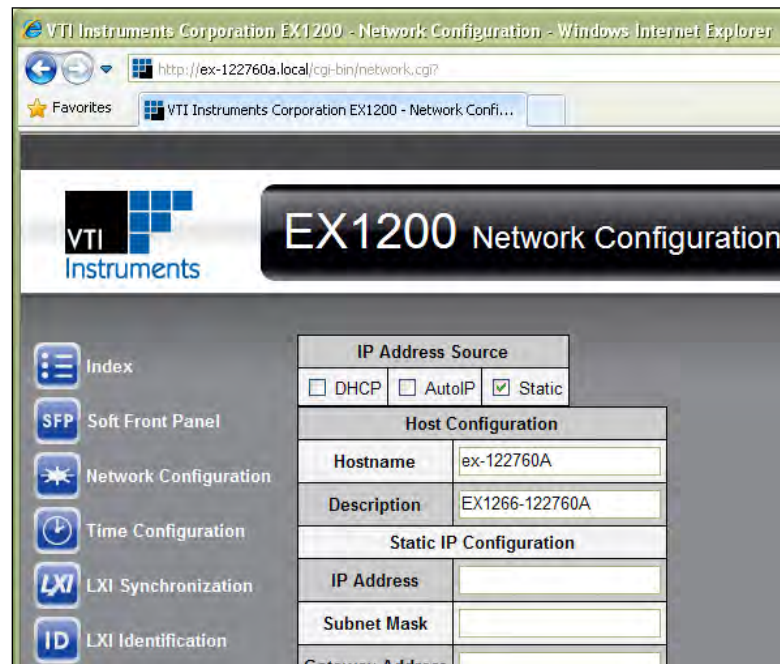 VTI Instruments Corporation EX1200 - Network Configuration - Windows Internet Explorer
http://ex-122760a.local/cgi-bin/network.cgi?
Favorites
VTI Instruments Corporation EX1200 - Network Confi...
VTI
Instruments
EX1200 Network Configuration
Index
SFP Soft Front Panel
Network Configuration
Time Configuration
LXI LXI Synchronization
ID LXI Identification
IP Address Source
DHCP AutoIP Static
Host Configuration
Hostname ex-122760A
Description EX1266-122760A
Static IP Configuration
IP Address
Subnet Mask
Gateway Address